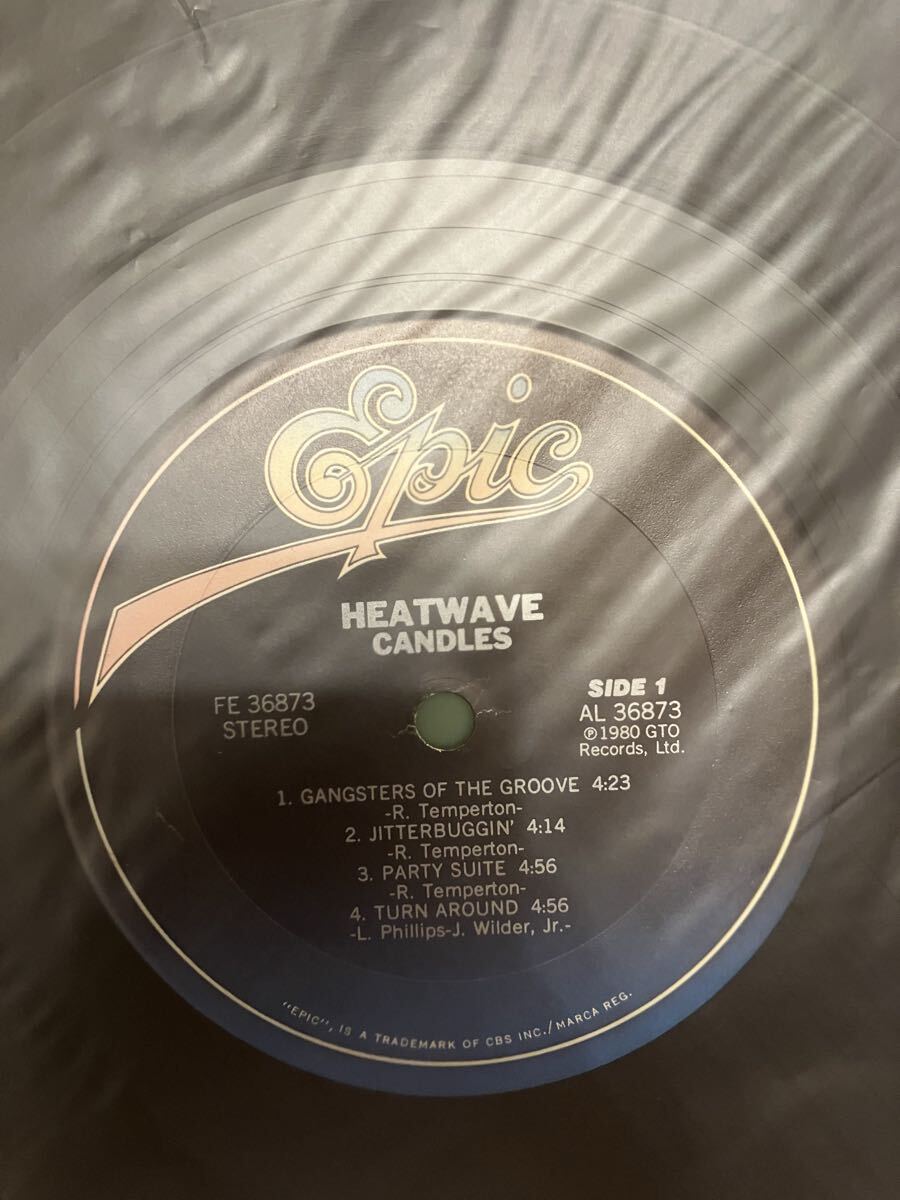 Epic
HEATWAVE
CANDLES
FE 36873
STEREO
SIDE 1
AL 36873
℗1980 GTO
Records, Ltd.
1. GANGSTERS OF THE GROOVE 4:23
-R. Temperton-
2. JITTERBUGGIN' 4:14
-R. Temperton-
3. PARTY SUITE 4:56
-R. Temperton-
4. TURN AROUND 4:56
-L. Phillips-J. Wilder, Jr.-
"EPIC", IS A TRADEMARK OF CBS INC./MARCA REG.